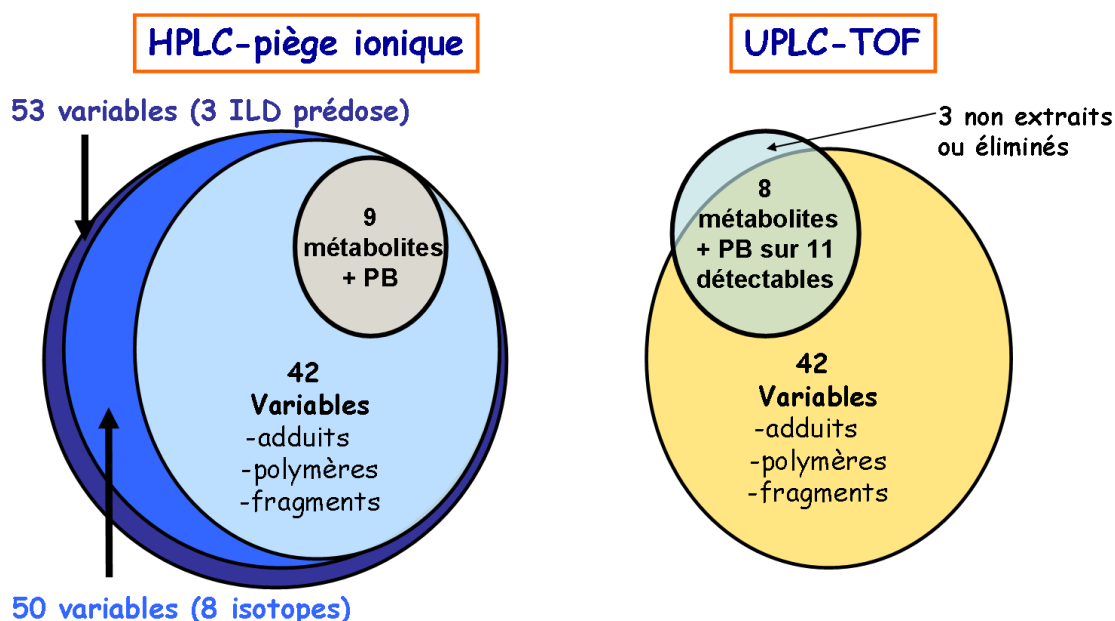 HPLC-piège ionique
53 variables (3 ILD prédose)
9
métabolites
+ PB
42
Variables
-adduits
-polymères
-fragments
50 variables (8 isotopes)
UPLC-TOF
3 non extraits
ou éliminés
8
métabolites
+ PB sur 11
détectables
42
Variables
-adduits
-polymères
-fragments